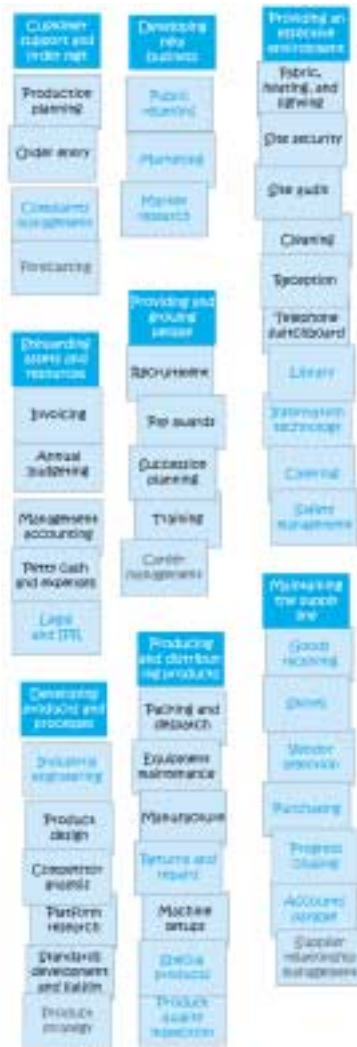 Customer
support and
order mgt
Production
planning
Order entry
Complaints
management
Forecasting
Developing
new
business
Public
relations
Marketing
Market
research
Providing an
effective
environment
Fabric,
heating, and
lighting
Site security
Site audit
Cleaning
Reception
Telephone
switchboard
Library
Information
technology
Catering
Safety
management
assets and
resources
Invoicing
Annual
budgeting
Management
accounting
Petty cash
and expenses
Legal
and IPR
Providing and
growing
people
Recruitment
Pay awards
Succession
planning
Training
Career
management
Maintaining
the supply
line
Goods
receiving
Stores
Vendor
selection
Purchasing
Progress
chasing
Accounts
payable
Supplier
relationship
management
Developing
products and
processes
Industrial
engineering
Product
design
Competitor
analysis
Platform
research
Standards
development
and liaison
Product
strategy
Producing
and distribut-
ing products
Packing and
despatch
Equipment
maintenance
Manufacture
Returns and
repairs
Machine
setups
Special
products
Product
quality
inspection